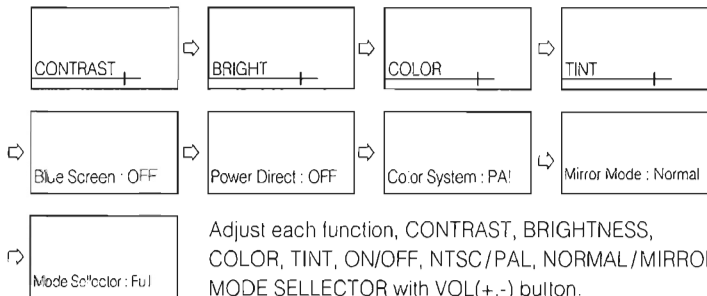 CONTRAST
BRIGHT
COLOR
TINT
Blue Screen : OFF
Power Direct : OFF
Color System : PAL
Mirror Mode : Normal
Mode Sellector : Full
Adjust each function, CONTRAST, BRIGHTNESS,
COLOR, TINT, ON/OFF, NTSC/PAL, NORMAL/MIRROR
MODE SELLECTOR with VOL(+,-) button.